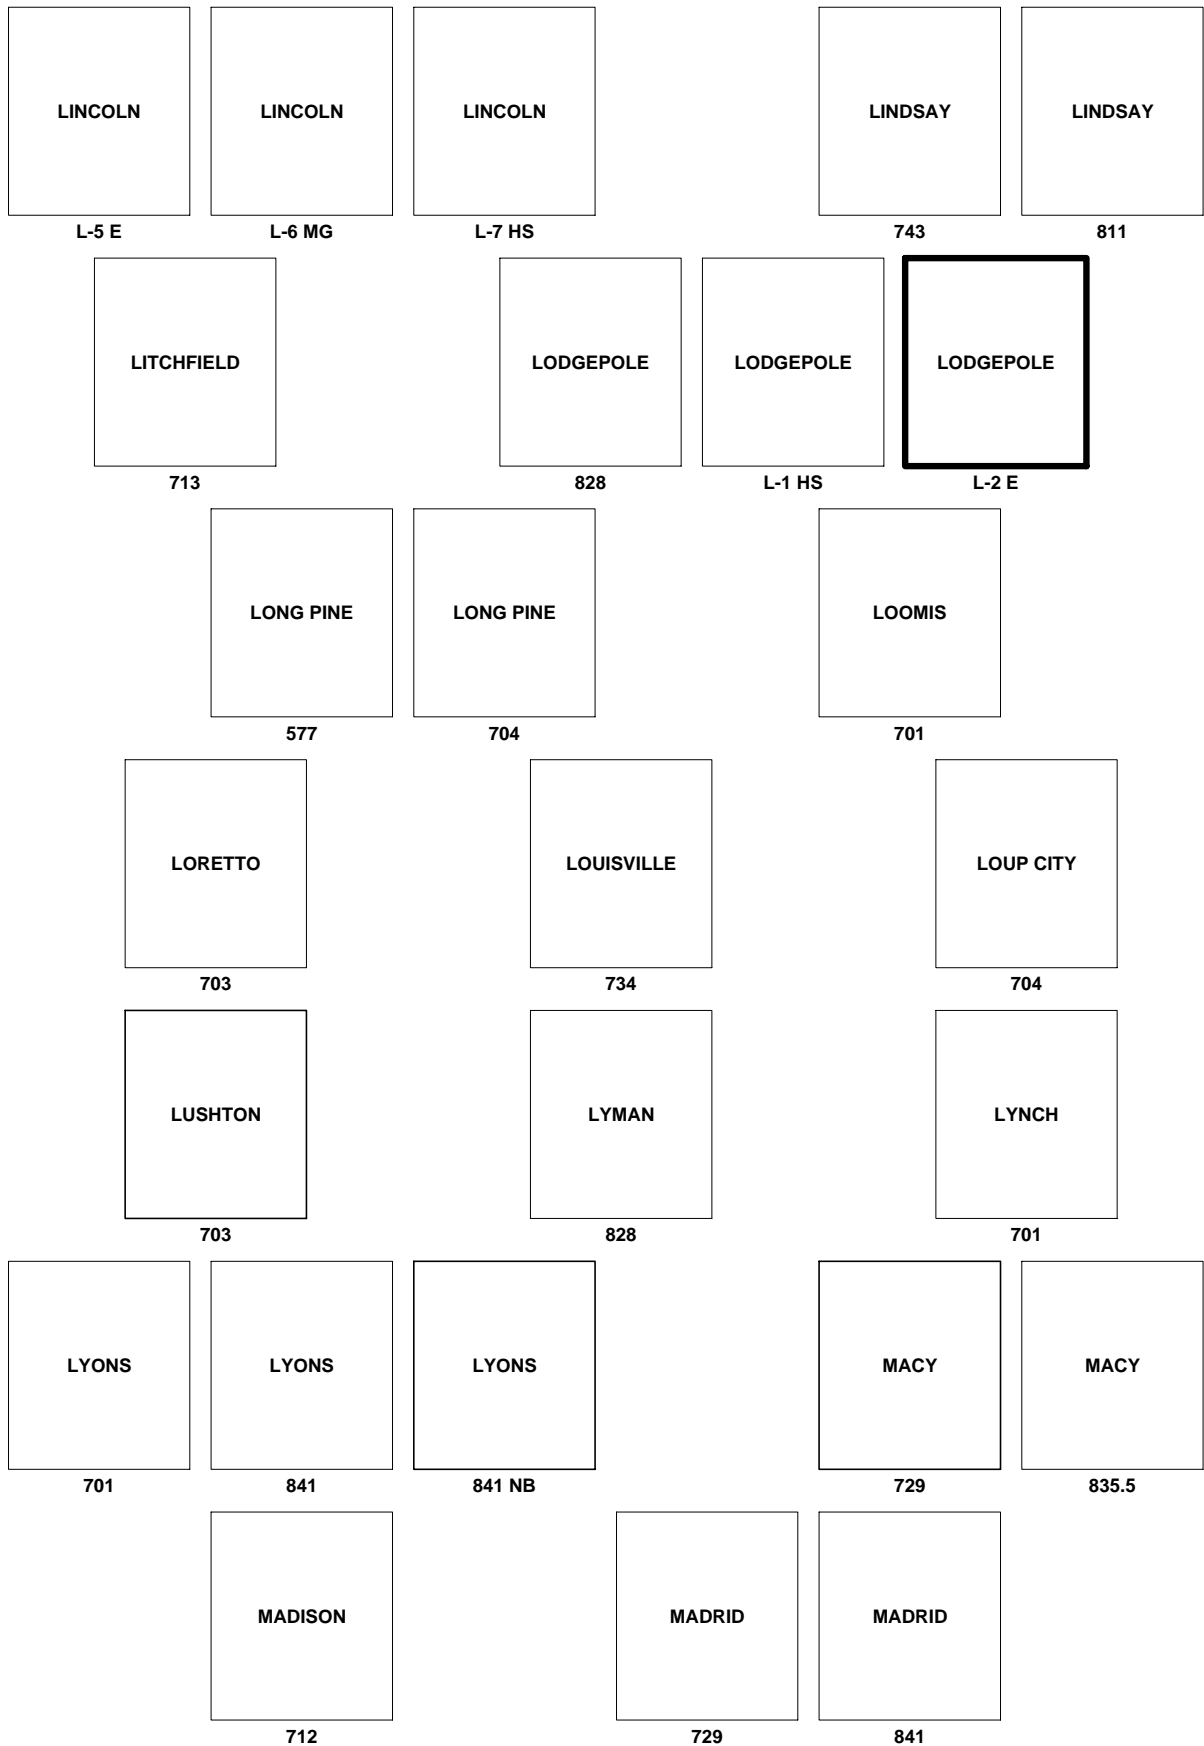 LINCOLN LINCOLN LINCOLN LINDSAY LINDSAY
L-5 E L-6 MG L-7 HS 743 811
LITCHFIELD LODGEPOLE LODGEPOLE LODGEPOLE
713 828 L-1 HS L-2 E
LONG PINE LONG PINE LOOMIS
577 704 701
LORETTO LOUISVILLE LOUP CITY
703 734 704
LUSHTON LYMAN LYNCH
703 828 701
LYONS LYONS LYONS MACY MACY
701 841 841 NB 729 835.5
MADISON MADRID MADRID
712 729 841